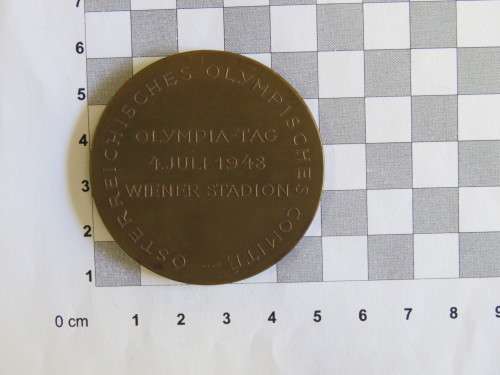 ÖSTERREICHISCHES OLYMPISCHES COMITÉ
OLYMPIA-TAG
4. JULI 1948
WIENER STADION
7
6
5
4
3
2
1
0 cm 1 2 3 4 5 6 7 8 9